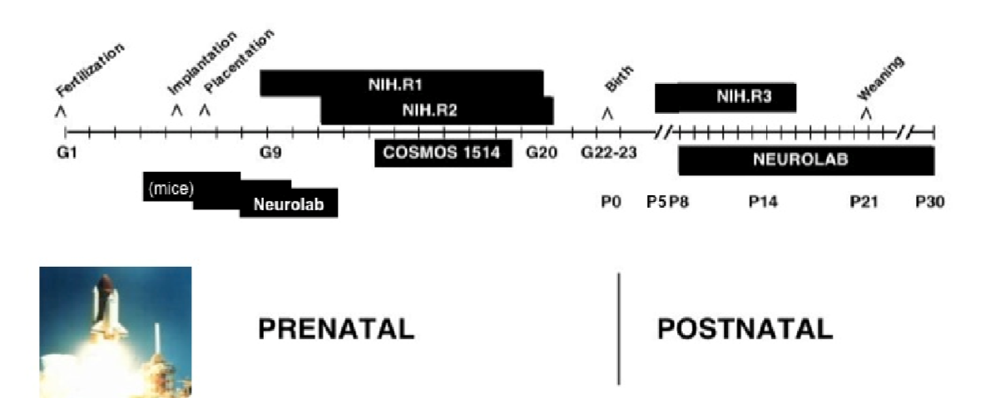 Fertilization
Implantation
Placentation
Birth
Weaning
NIH.R1
NIH.R2
NIH.R3
G1
G9
COSMOS 1514
G20
G22-23
NEUROLAB
(mice)
Neurolab
P0
P5 P8
P14
P21
P30
PRENATAL
POSTNATAL